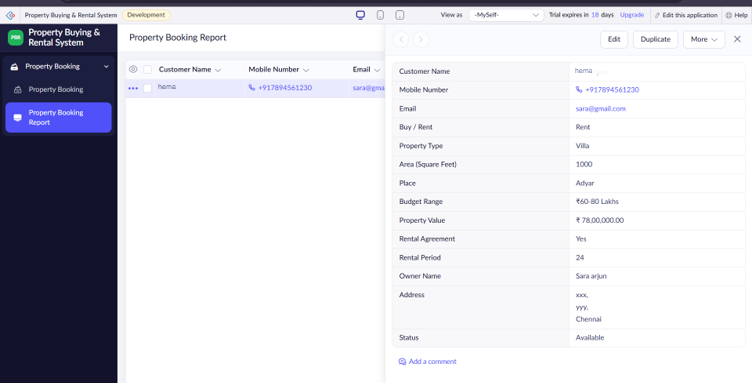 Property Buying & Rental System
Development
View as
-MySelf-
Trial expires in 18 days
Upgrade
Edit this application
Help
PBR
Property Buying &
Rental System
Property Booking
Property Booking
Property Booking
Report
Property Booking Report
Customer Name
Mobile Number
Email
hema
+917894561230
sara@gma
Edit
Duplicate
More
Customer Name
hema
Mobile Number
+917894561230
Email
sara@gmail.com
Buy / Rent
Rent
Property Type
Villa
Area (Square Feet)
1000
Place
Adyar
Budget Range
₹60-80 Lakhs
Property Value
₹ 78,00,000.00
Rental Agreement
Yes
Rental Period
24
Owner Name
Sara arjun
Address
xxx,
yyy,
Chennai
Status
Available
Add a comment